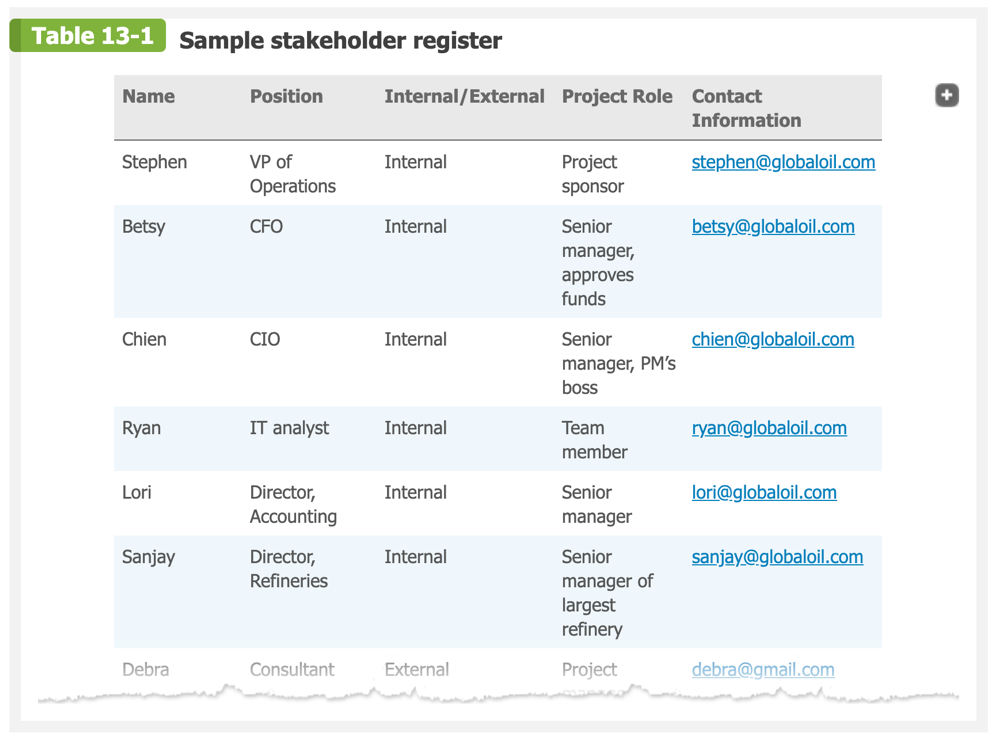 Table 13-1 Sample stakeholder register
Name Position Internal/External Project Role Contact
Information
Stephen VP of Internal Project stephen@globaloil.com
Operations sponsor
Betsy CFO Internal Senior betsy@globaloil.com
manager,
approves
funds
Chien CIO Internal Senior chien@globaloil.com
manager, PM’s
boss
Ryan IT analyst Internal Team ryan@globaloil.com
member
Lori Director, Internal Senior lori@globaloil.com
Accounting manager
Sanjay Director, Internal Senior sanjay@globaloil.com
Refineries manager of
largest
refinery
Debra Consultant External Project debra@gmail.com